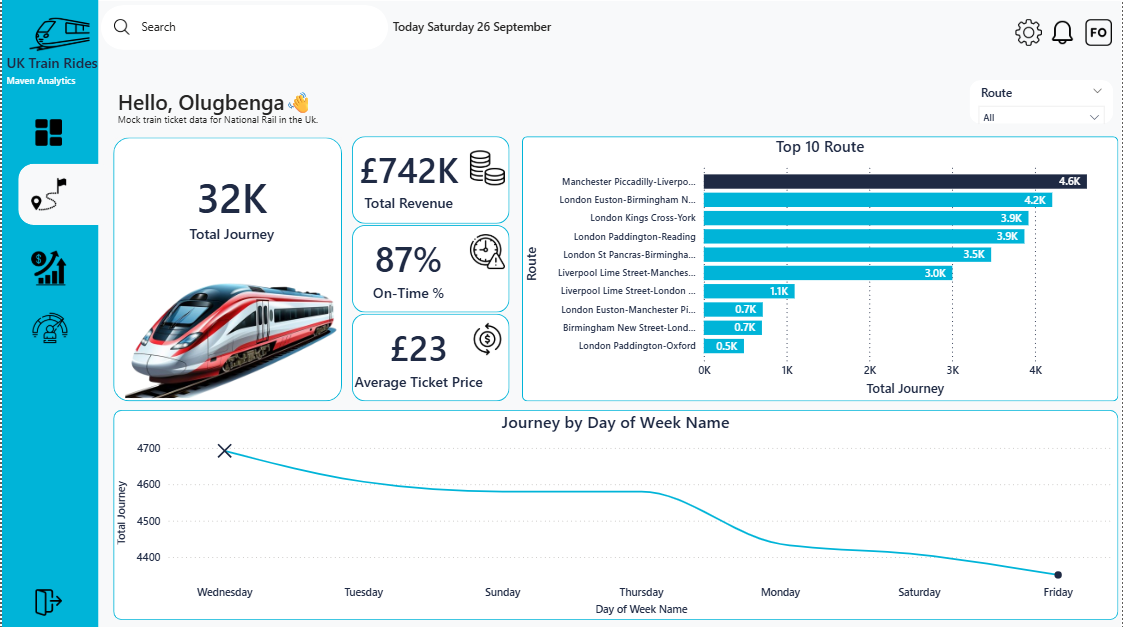 UK Train Rides
Maven Analytics
Search
Today Saturday 26 September
FO
Hello, Olugbenga 👋
Mock train ticket data for National Rail in the Uk.
Route
All
32K
Total Journey
£742K
Total Revenue
87%
On-Time %
£23
Average Ticket Price
Top 10 Route
Route
Manchester Piccadilly-Liverpo... 4.6K
London Euston-Birmingham N... 4.2K
London Kings Cross-York 3.9K
London Paddington-Reading 3.9K
London St Pancras-Birmingha... 3.5K
Liverpool Lime Street-Manches... 3.0K
Liverpool Lime Street-London ... 1.1K
London Euston-Manchester Pi... 0.7K
Birmingham New Street-Lond... 0.7K
London Paddington-Oxford 0.5K
0K 1K 2K 3K 4K
Total Journey
Journey by Day of Week Name
Total Journey
4700
4600
4500
4400
Wednesday Tuesday Sunday Thursday Monday Saturday Friday
Day of Week Name